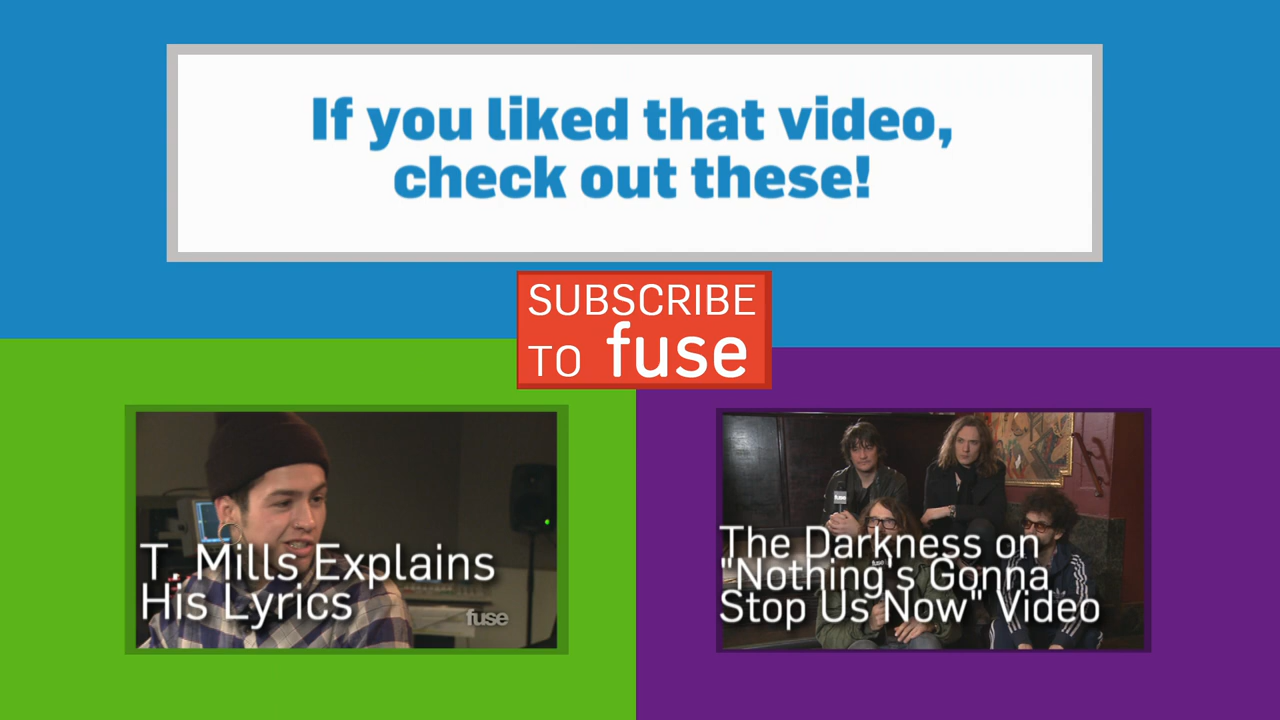 If you liked that video,
check out these!
SUBSCRIBE
TO fuse
T. Mills Explains
His Lyrics
fuse
The Darkness on
"Nothing's Gonna
Stop Us Now" Video
fuse